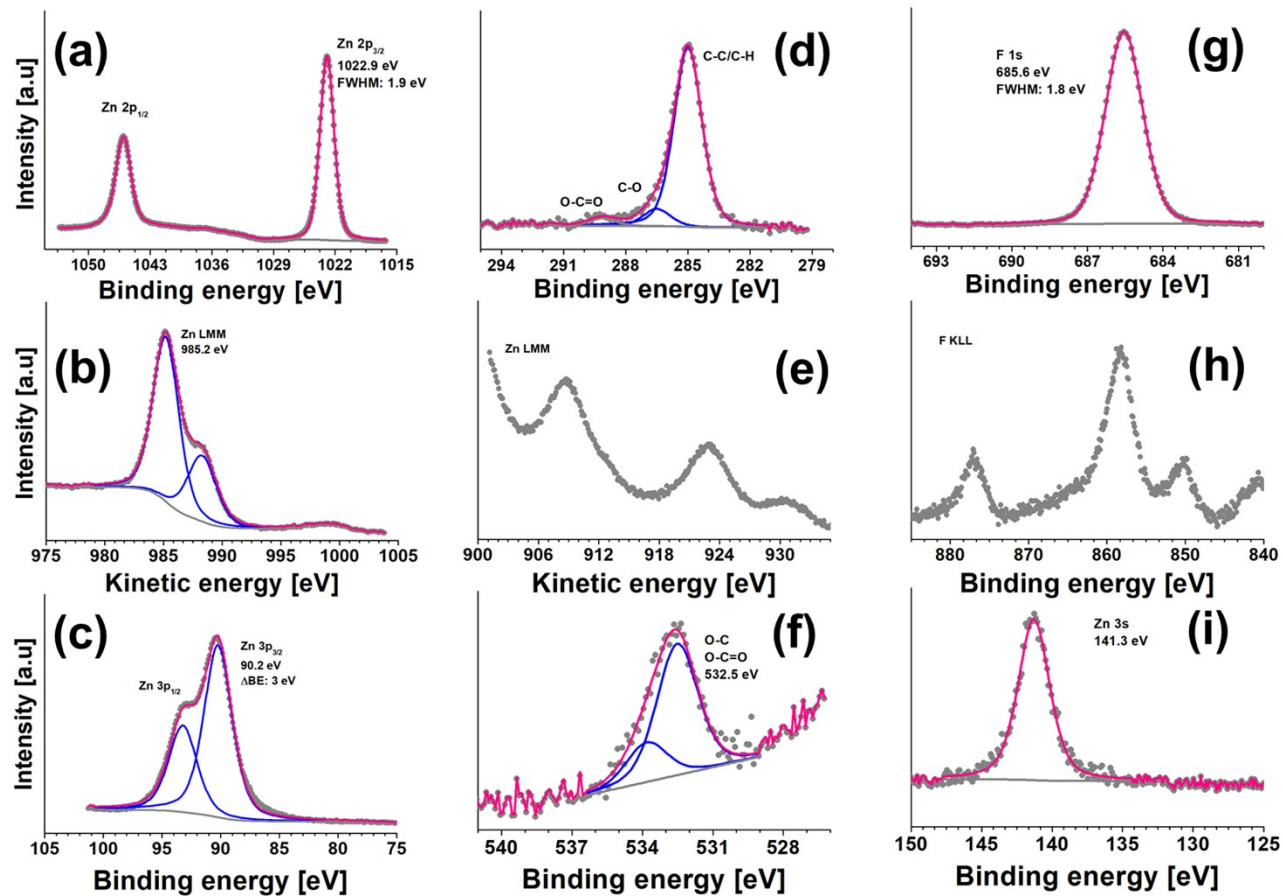 (a)
Zn 2p1/2
Zn 2p3/2
1022.9 eV
FWHM: 1.9 eV
Intensity [a.u]
1050 1043 1036 1029 1022 1015
Binding energy [eV]
(d)
C-C/C-H
C-O
O-C=O
294 291 288 285 282 279
Binding energy [eV]
(g)
F 1s
685.6 eV
FWHM: 1.8 eV
693 690 687 684 681
Binding energy [eV]
(b)
Zn LMM
985.2 eV
Intensity [a.u]
975 980 985 990 995 1000 1005
Kinetic energy [eV]
(e)
Zn LMM
900 906 912 918 924 930
Kinetic energy [eV]
(h)
F KLL
880 870 860 850 840
Binding energy [eV]
(c)
Zn 3p3/2
90.2 eV
ΔBE: 3 eV
Zn 3p1/2
Intensity [a.u]
105 100 95 90 85 80 75
Binding energy [eV]
(f)
O-C
O-C=O
532.5 eV
540 537 534 531 528
Binding energy [eV]
(i)
Zn 3s
141.3 eV
150 145 140 135 130 125
Binding energy [eV]